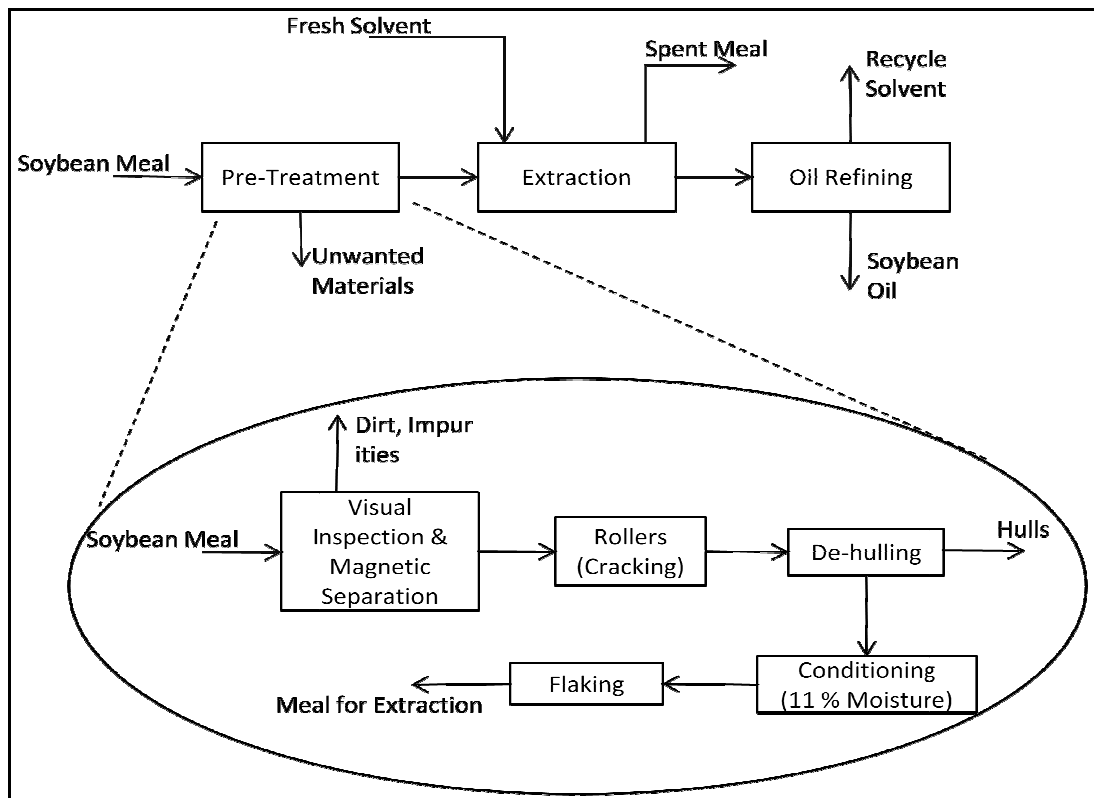 Fresh Solvent
Spent Meal
Recycle
Solvent
Soybean Meal
Pre-Treatment
Extraction
Oil Refining
Unwanted
Materials
Soybean
Oil
Dirt, Impur
ities
Soybean Meal
Visual
Inspection &
Magnetic
Separation
Rollers
(Cracking)
De-hulling
Hulls
Meal for Extraction
Flaking
Conditioning
(11 % Moisture)